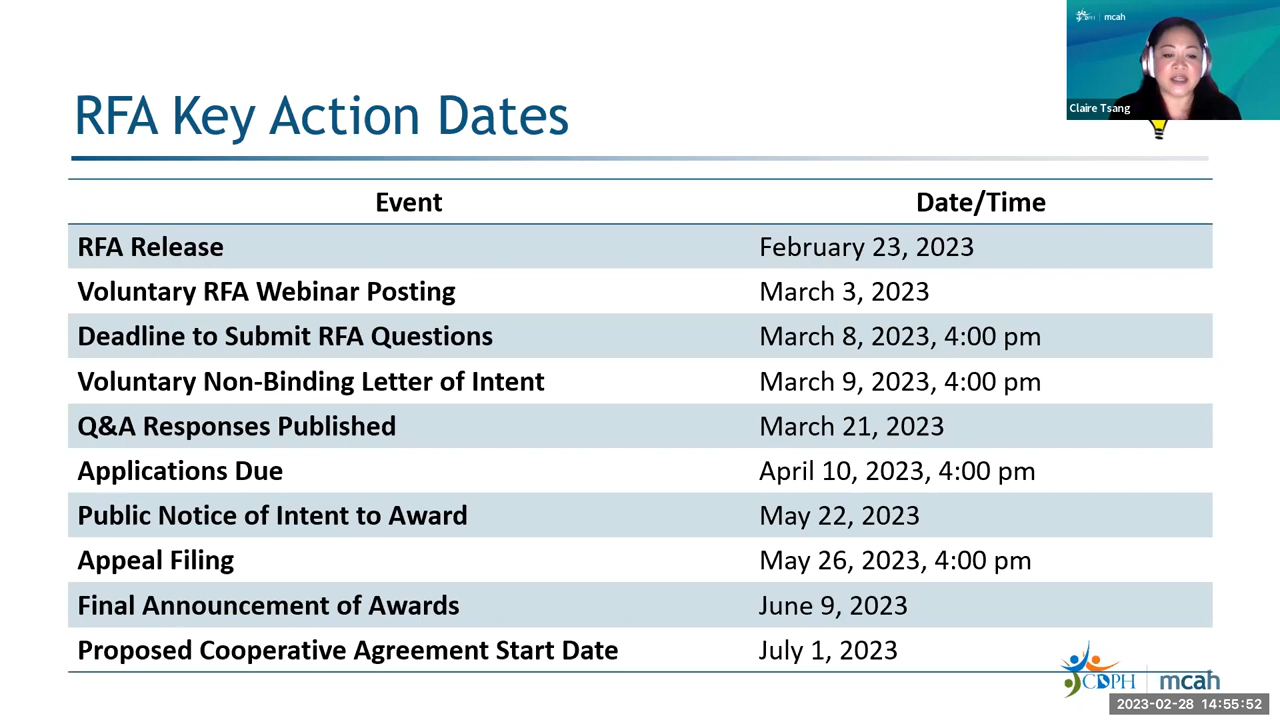 CDPH mcah
Claire Tsang
RFA Key Action Dates
Event Date/Time
RFA Release February 23, 2023
Voluntary RFA Webinar Posting March 3, 2023
Deadline to Submit RFA Questions March 8, 2023, 4:00 pm
Voluntary Non-Binding Letter of Intent March 9, 2023, 4:00 pm
Q&A Responses Published March 21, 2023
Applications Due April 10, 2023, 4:00 pm
Public Notice of Intent to Award May 22, 2023
Appeal Filing May 26, 2023, 4:00 pm
Final Announcement of Awards June 9, 2023
Proposed Cooperative Agreement Start Date July 1, 2023
CDPH mcah
2023-02-28 14:55:52